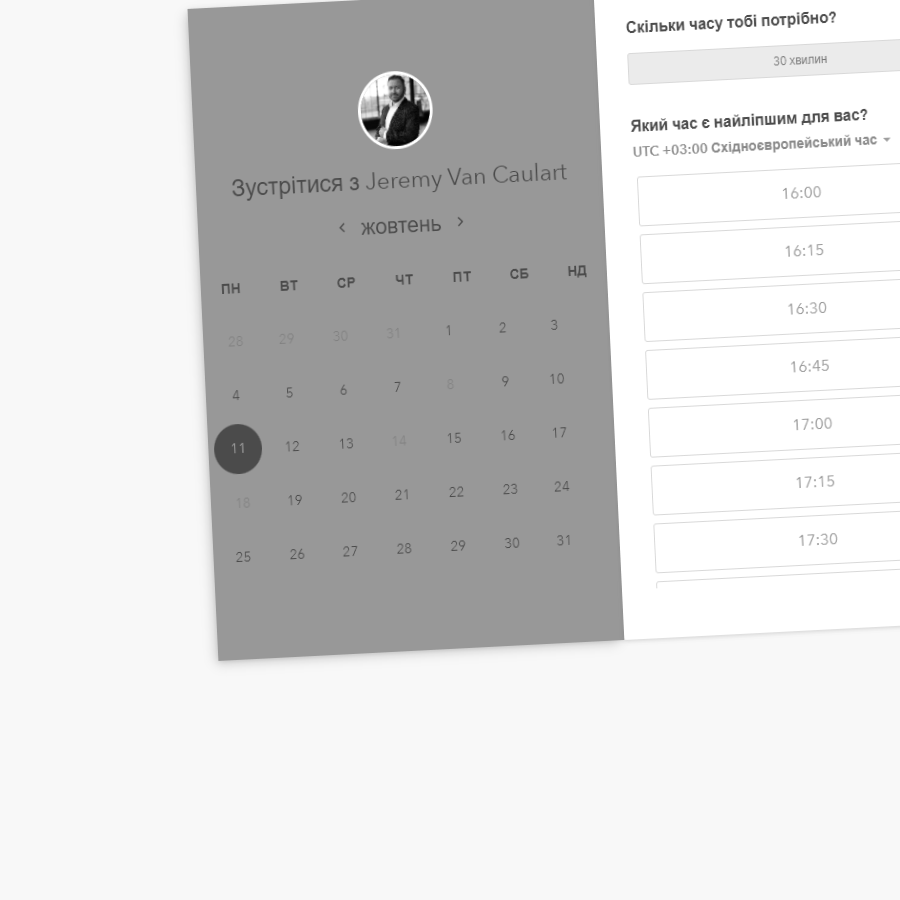 Зустрітися з Jeremy Van Caulart
жовтень
ПН ВТ СР ЧТ ПТ СБ НД
28 29 30 31 1 2 3
4 5 6 7 8 9 10
11 12 13 14 15 16 17
18 19 20 21 22 23 24
25 26 27 28 29 30 31
Скільки часу тобі потрібно?
30 хвилин
Який час є найліпшим для вас?
UTC +03:00 Східноєвропейський час
16:00
16:15
16:30
16:45
17:00
17:15
17:30